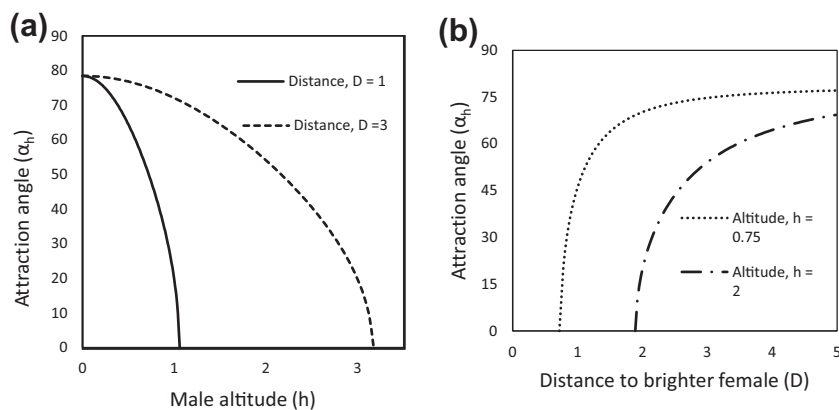 (a)
90
80
70
60
50
40
30
20
10
0
Attraction angle (αh)
Distance, D = 1
Distance, D =3
0 1 2 3
Male altitude (h)
(b)
90
75
60
45
30
15
0
Attraction angle (αh)
Altitude, h =
0.75
Altitude, h =
2
0 1 2 3 4 5
Distance to brighter female (D)